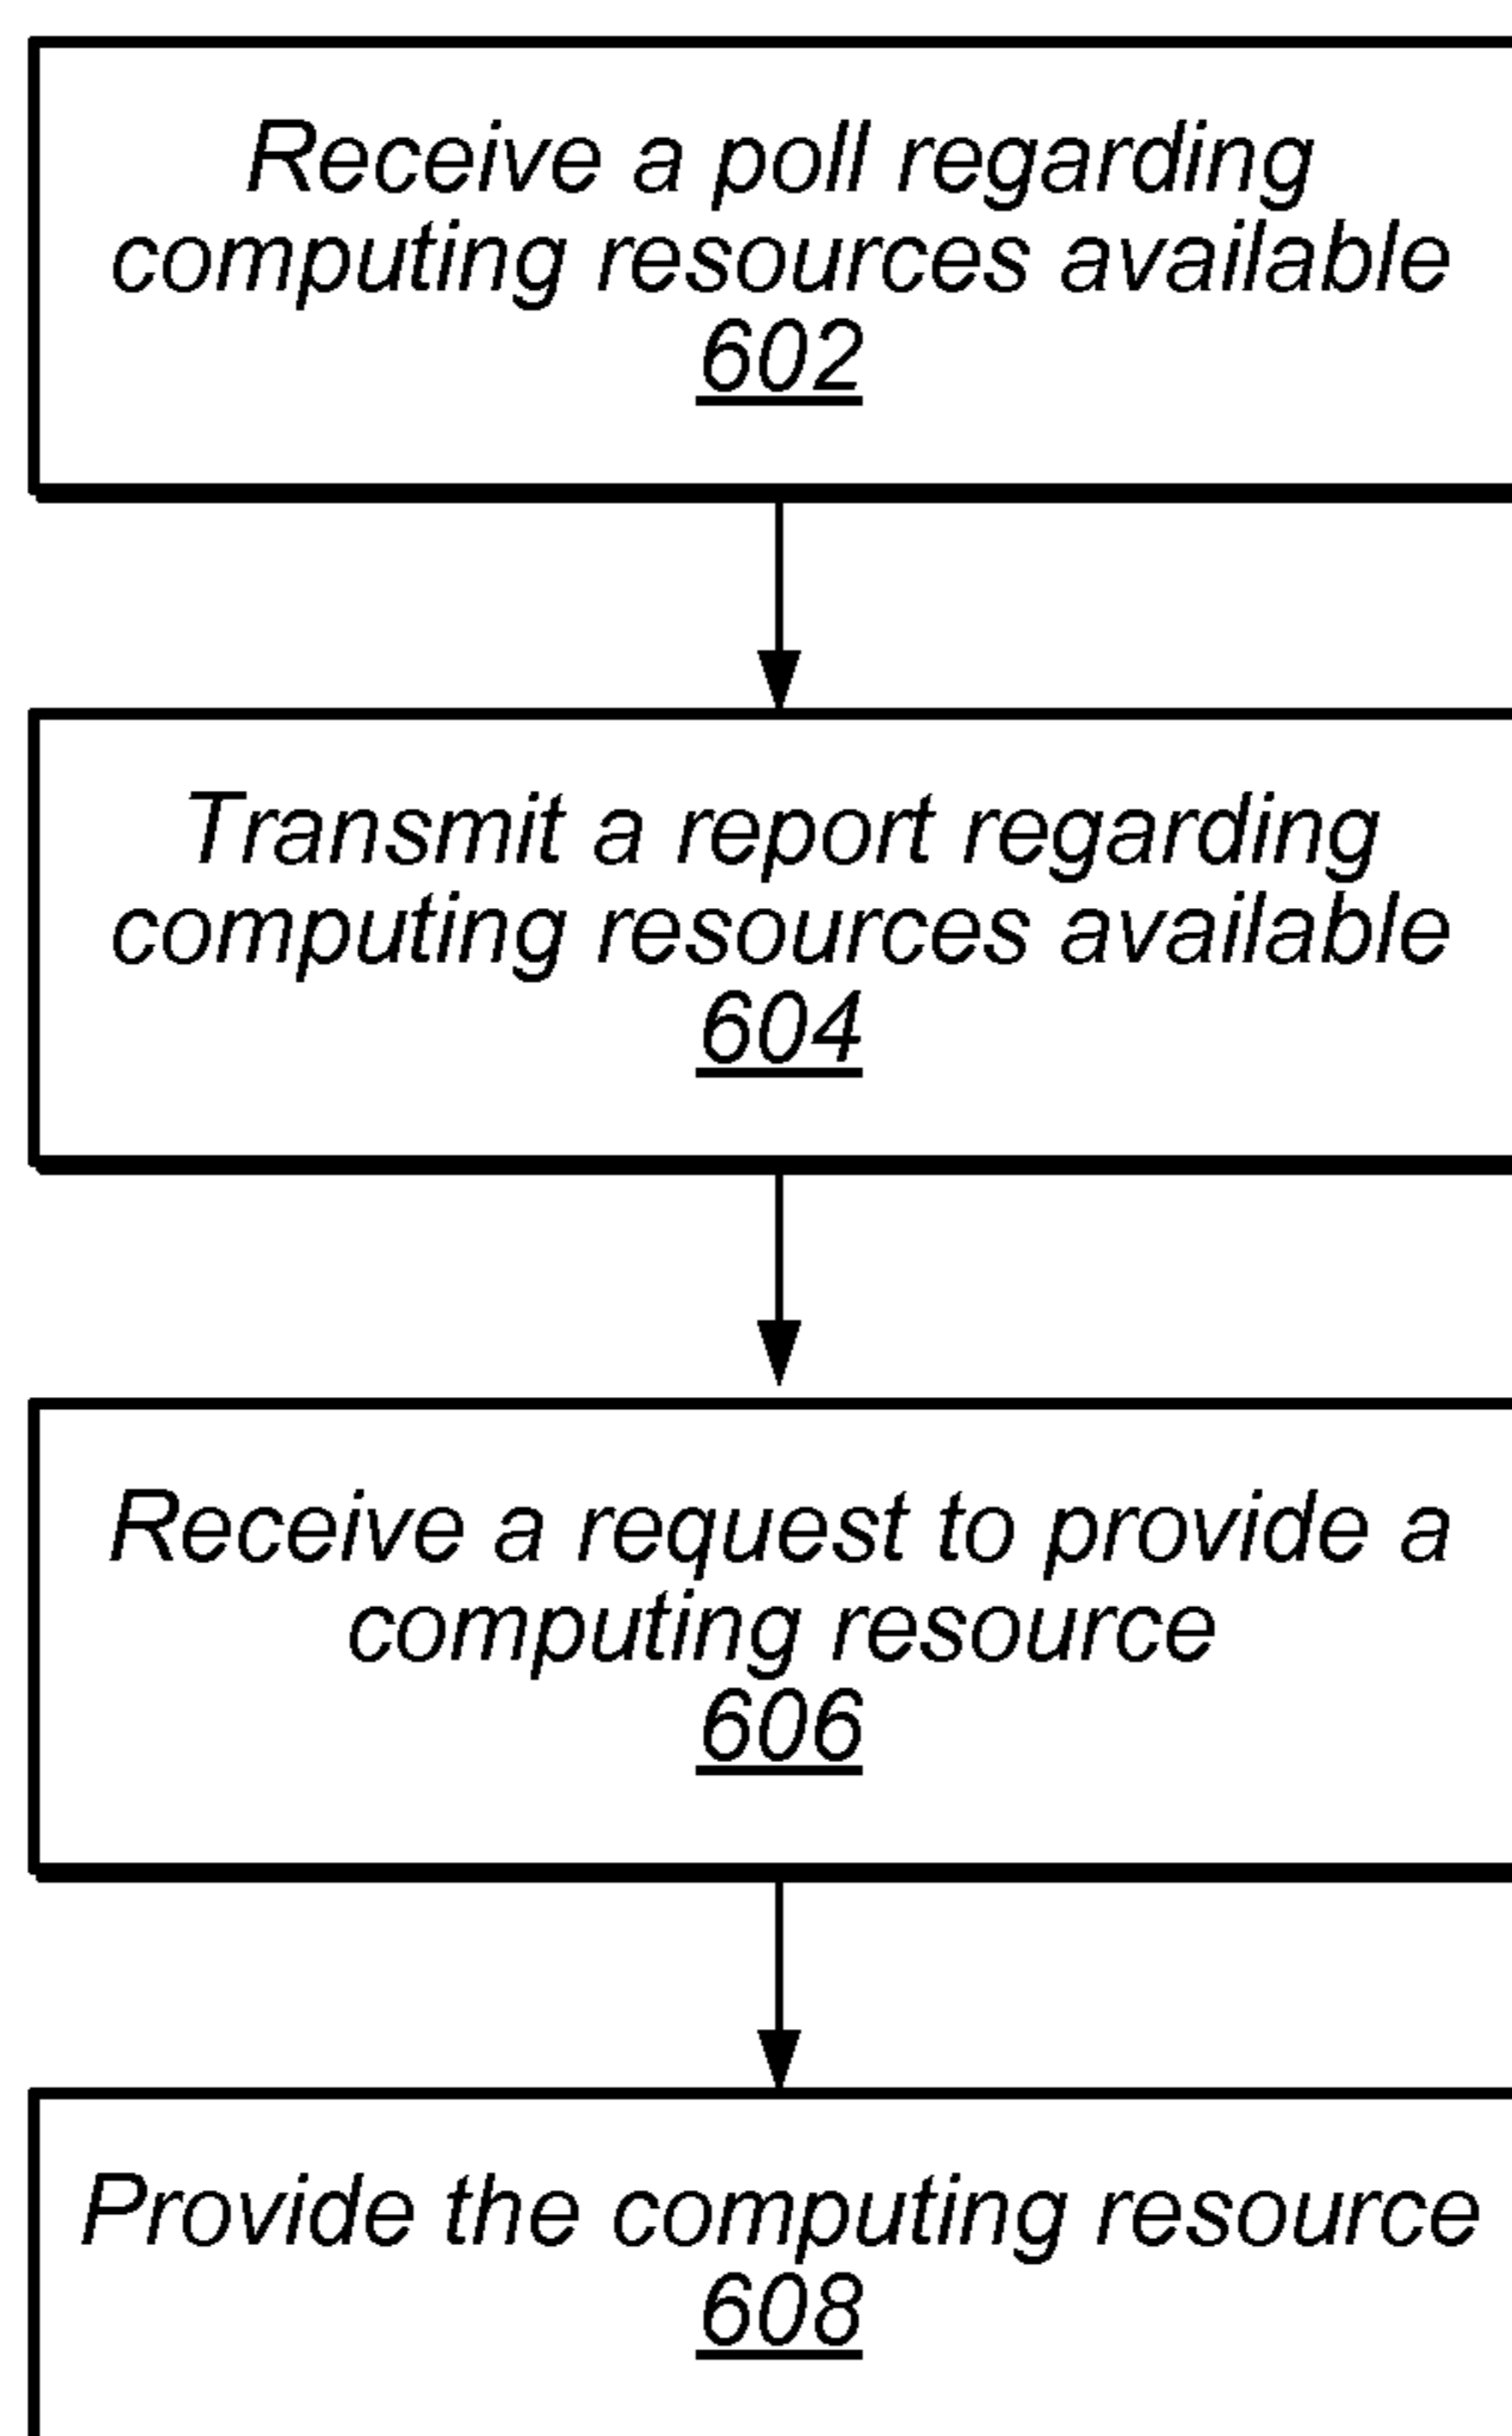 Receive a poll regarding
computing resources available
602
Transmit a report regarding
computing resources available
604
Receive a request to provide a
computing resource
606
Provide the computing resource
608